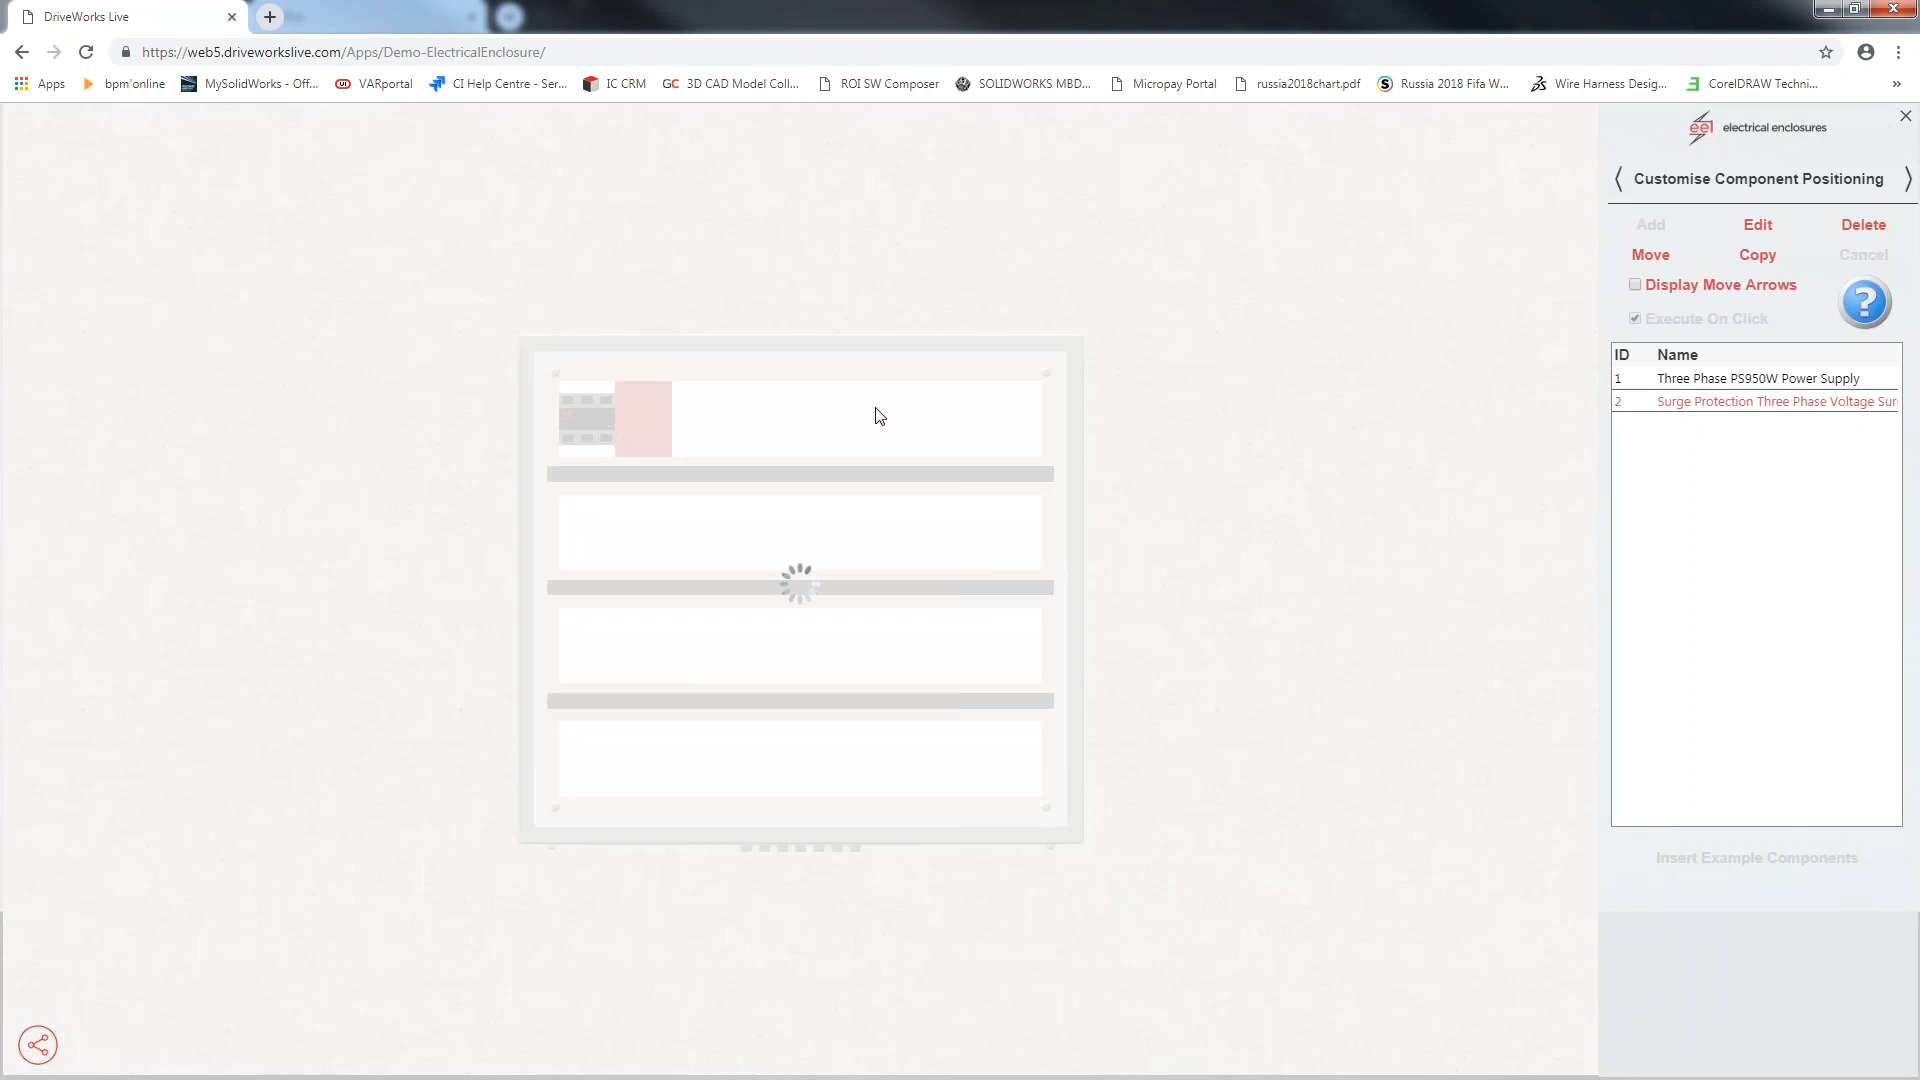 DriveWorks Live
https://web5.driveworkslive.com/Apps/Demo-ElectricalEnclosure/
Apps
bpm'online
MySolidWorks - Off...
VARportal
CI Help Centre - Ser...
IC CRM
GC 3D CAD Model Coll...
ROI SW Composer
SOLIDWORKS MBD...
Micropay Portal
russia2018chart.pdf
Russia 2018 Fifa W...
Wire Harness Desig...
CorelDRAW Techni...
eel electrical enclosures
Customise Component Positioning
Add Edit Delete
Move Copy Cancel
Display Move Arrows
Execute On Click
ID Name
1 Three Phase PS950W Power Supply
2 Surge Protection Three Phase Voltage Sur
Insert Example Components